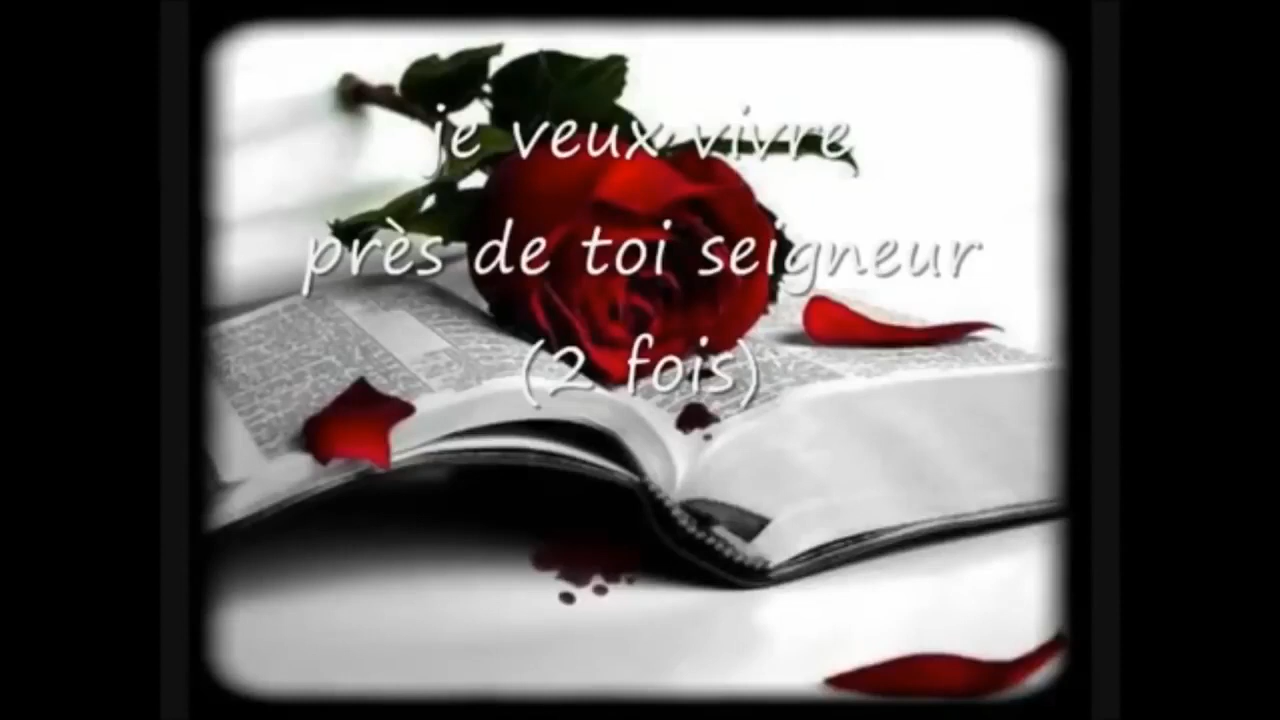 je veux vivre
près de toi seigneur
(2 fois)